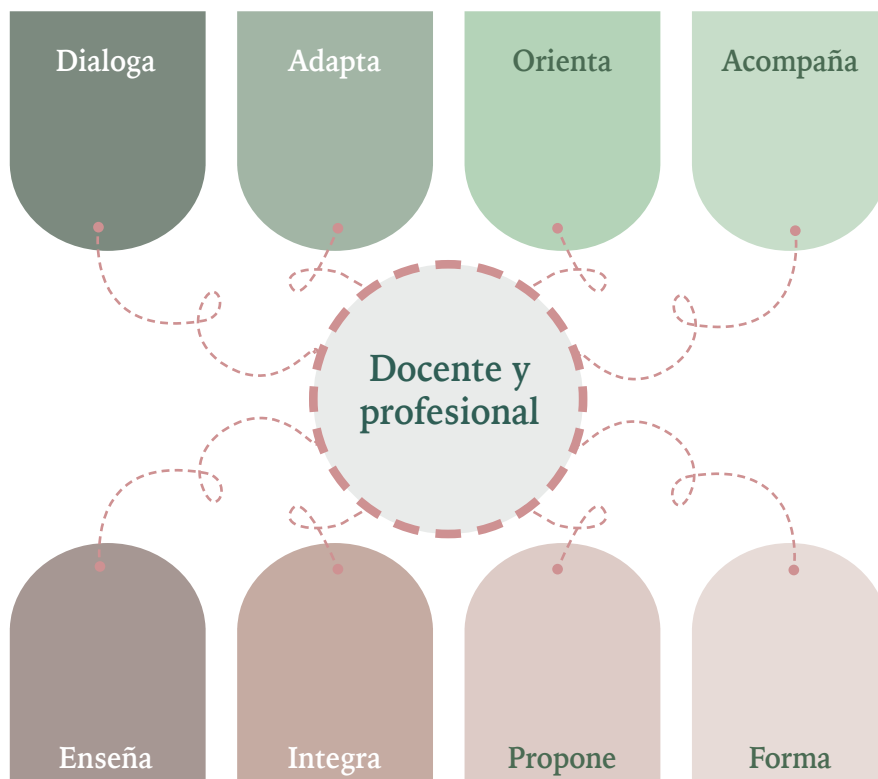 Dialoga
Adapta
Orienta
Acompaña
Docente y
profesional
Enseña
Integra
Propone
Forma